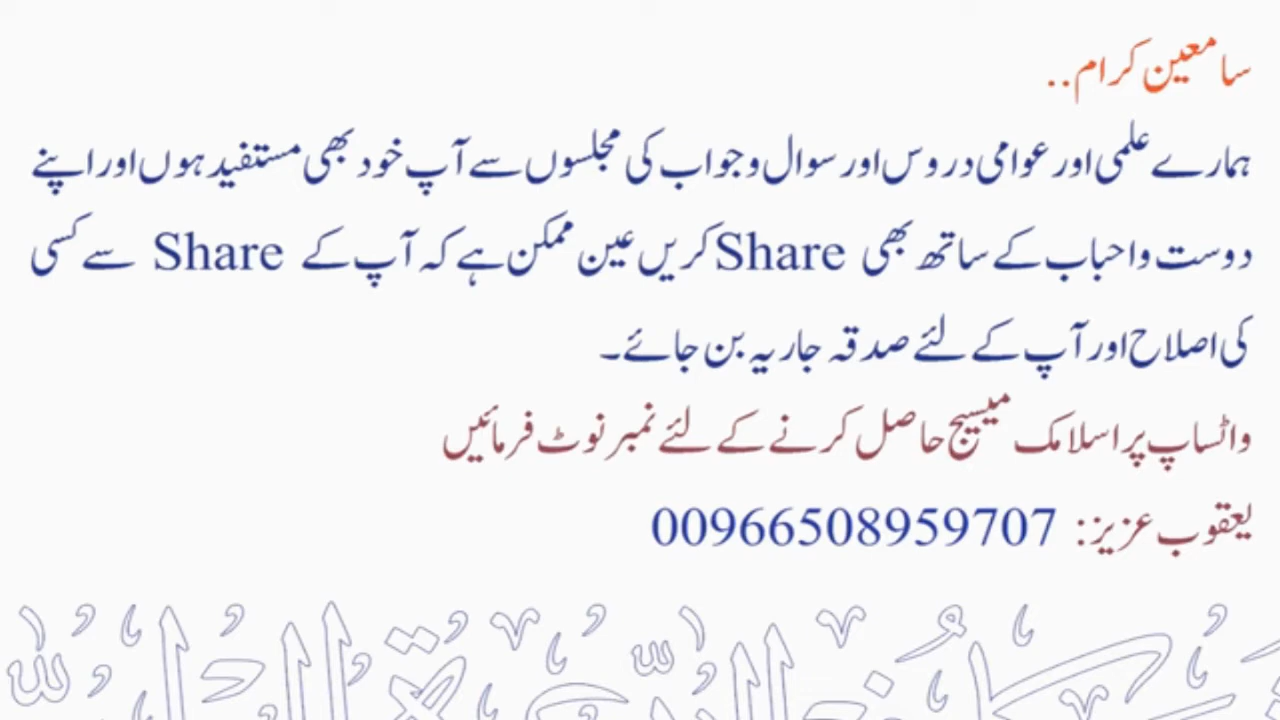 سامعین کرام..
ہمارے علمی اور عوامی دروس اور سوال وجواب کی مجلسوں سے آپ خود بھی مستفید ہوں اور اپنے
دوست واحباب کے ساتھ بھی Share کریں عین ممکن ہے کہ آپ کے Share سے کسی
کی اصلاح اور آپ کے لئے صدقہ جاریہ بن جائے۔
واٹساپ پر اسلامک میسیج حاصل کرنے کے لئے نمبر نوٹ فرمائیں
یعقوب عزیز: 00966508959707